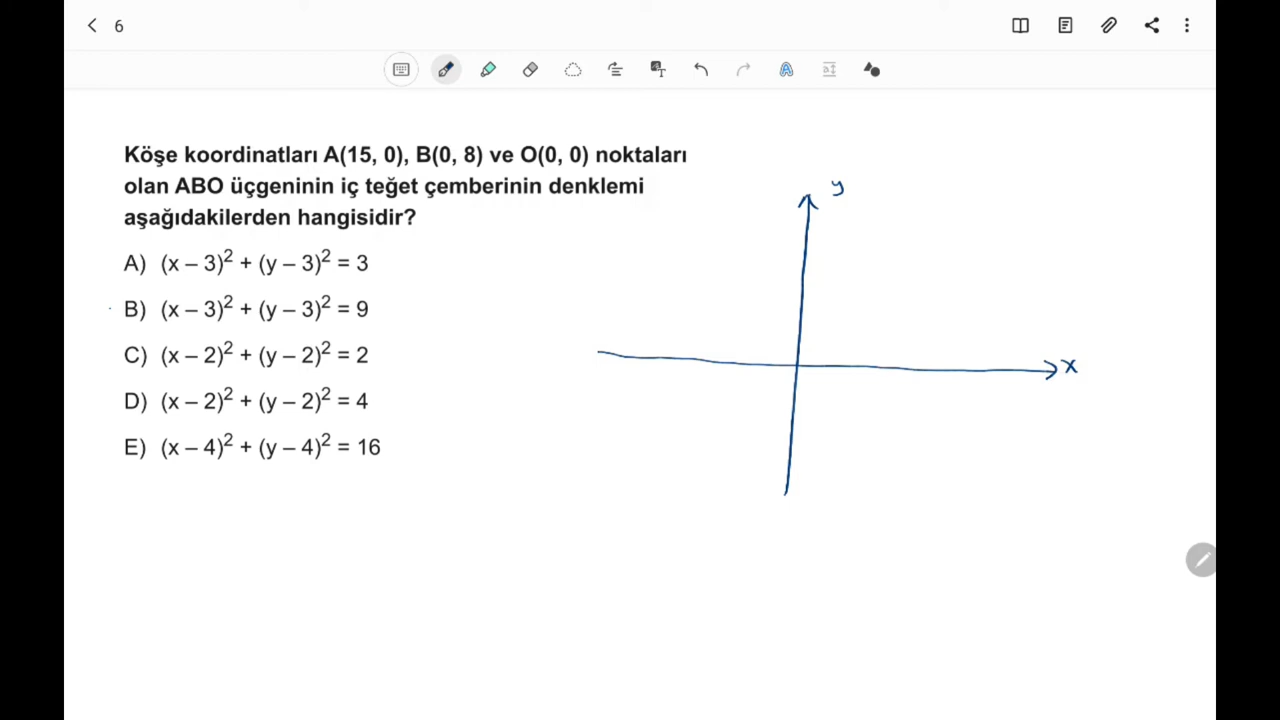 6
Köşe koordinatları A(15, 0), B(0, 8) ve O(0, 0) noktaları
olan ABO üçgeninin iç teğet çemberinin denklemi
aşağıdakilerden hangisidir?
A) (x – 3)² + (y – 3)² = 3
B) (x – 3)² + (y – 3)² = 9
C) (x – 2)² + (y – 2)² = 2
D) (x – 2)² + (y – 2)² = 4
E) (x – 4)² + (y – 4)² = 16
y
x